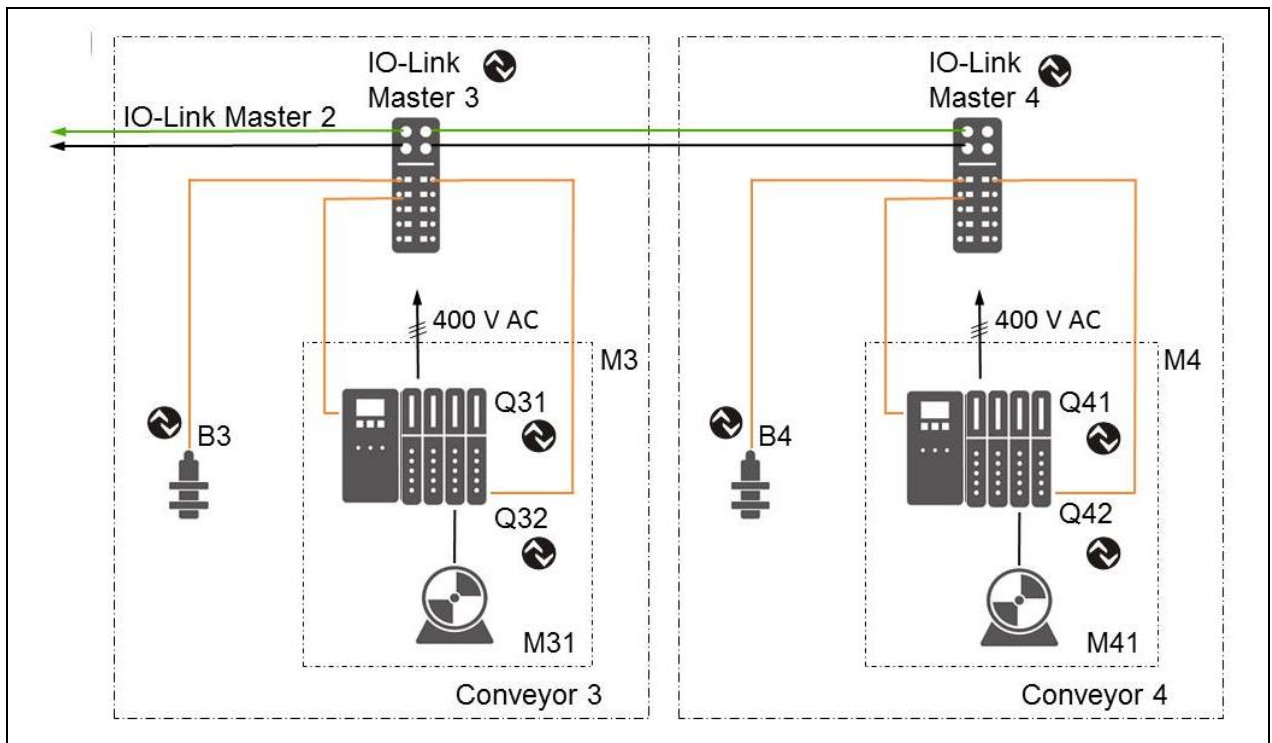 IO-Link
Master 3
IO-Link
Master 4
IO-Link Master 2
400 V AC
400 V AC
M3
M4
Q31
Q41
B3
B4
Q32
Q42
M31
M41
Conveyor 3
Conveyor 4